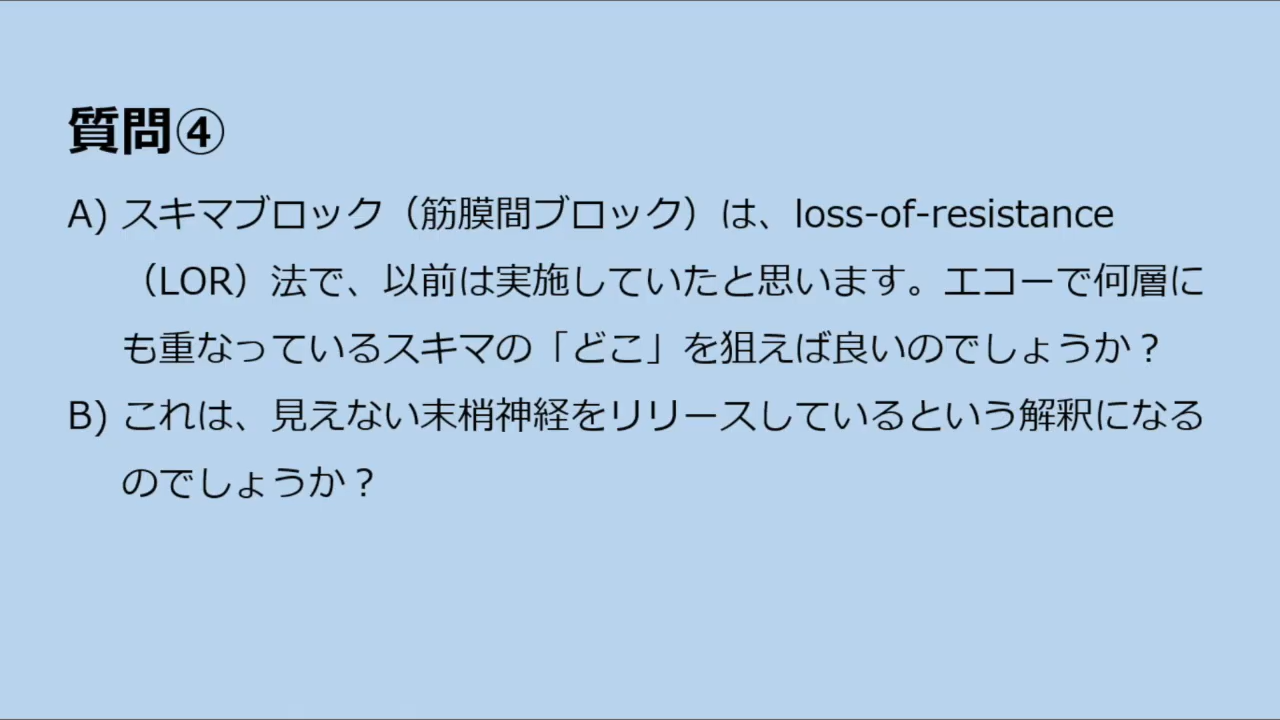 質問④
A) スキマブロック（筋膜間ブロック）は、loss-of-resistance
（LOR）法で、以前は実施していたと思います。エコーで何層に
も重なっているスキマの「どこ」を狙えば良いのでしょうか？
B) これは、見えない末梢神経をリリースしているという解釈になる
のでしょうか？